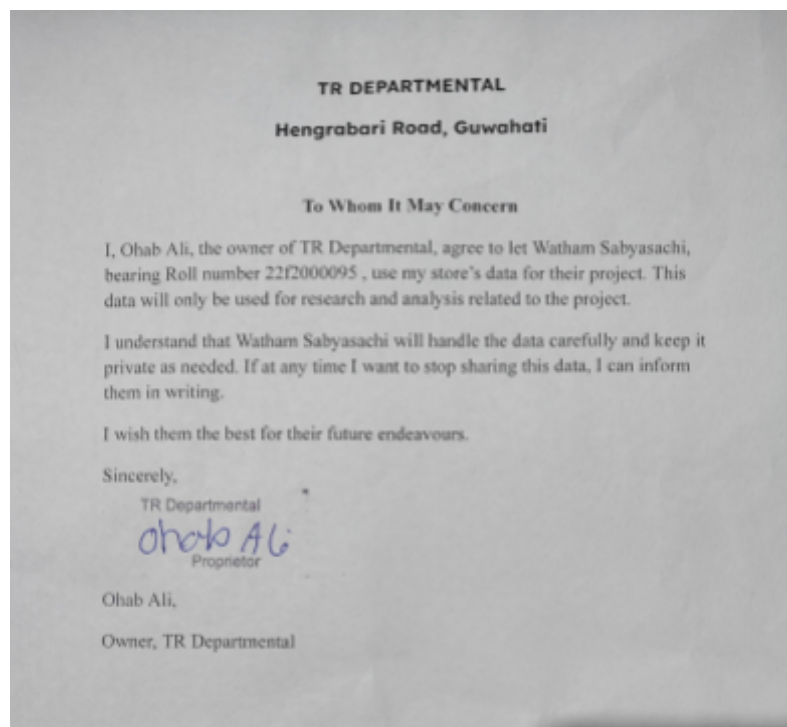 TR DEPARTMENTAL
Hengrabari Road, Guwahati
To Whom It May Concern
I, Ohab Ali, the owner of TR Departmental, agree to let Watham Sabyasachi,
bearing Roll number 22f2000095 , use my store's data for their project. This
data will only be used for research and analysis related to the project.
I understand that Watham Sabyasachi will handle the data carefully and keep it
private as needed. If at any time I want to stop sharing this data, I can inform
them in writing.
I wish them the best for their future endeavours.
Sincerely,
TR Departmental
Ohab Ali
Proprietor
Ohab Ali,
Owner, TR Departmental